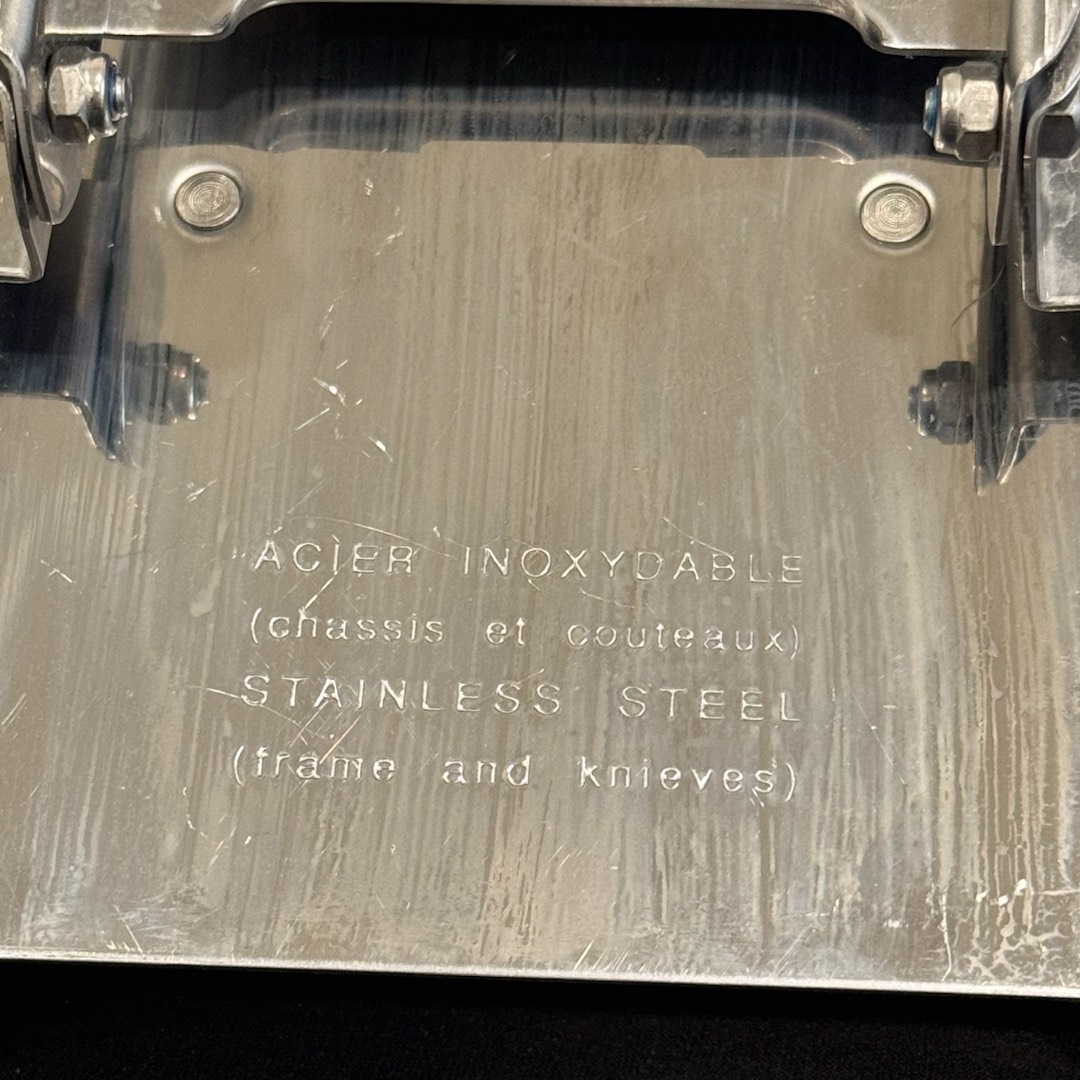 ACIER INOXYDABLE
(chassis et couteaux)
STAINLESS STEEL
(frame and knieves)